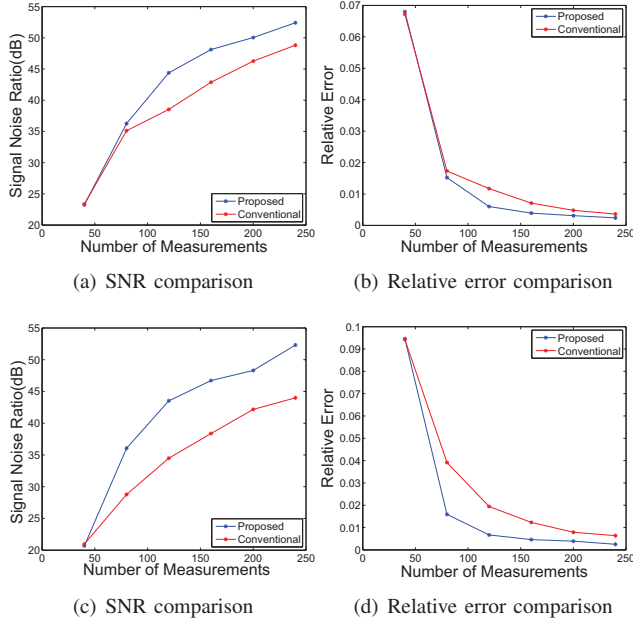 55
50
45
40
35
30
25
20
Signal Noise Ratio(dB)
Proposed
Conventional
0 50 100 150 200 250
Number of Measurements
(a) SNR comparison
0.07
0.06
0.05
0.04
0.03
0.02
0.01
0
Relative Error
Proposed
Conventional
0 50 100 150 200 250
Number of Measurements
(b) Relative error comparison
55
50
45
40
35
30
25
20
Signal Noise Ratio(dB)
Proposed
Conventional
0 50 100 150 200 250
Number of Measurements
(c) SNR comparison
0.1
0.09
0.08
0.07
0.06
0.05
0.04
0.03
0.02
0.01
0
Relative Error
Proposed
Conventional
0 50 100 150 200 250
Number of Measurements
(d) Relative error comparison